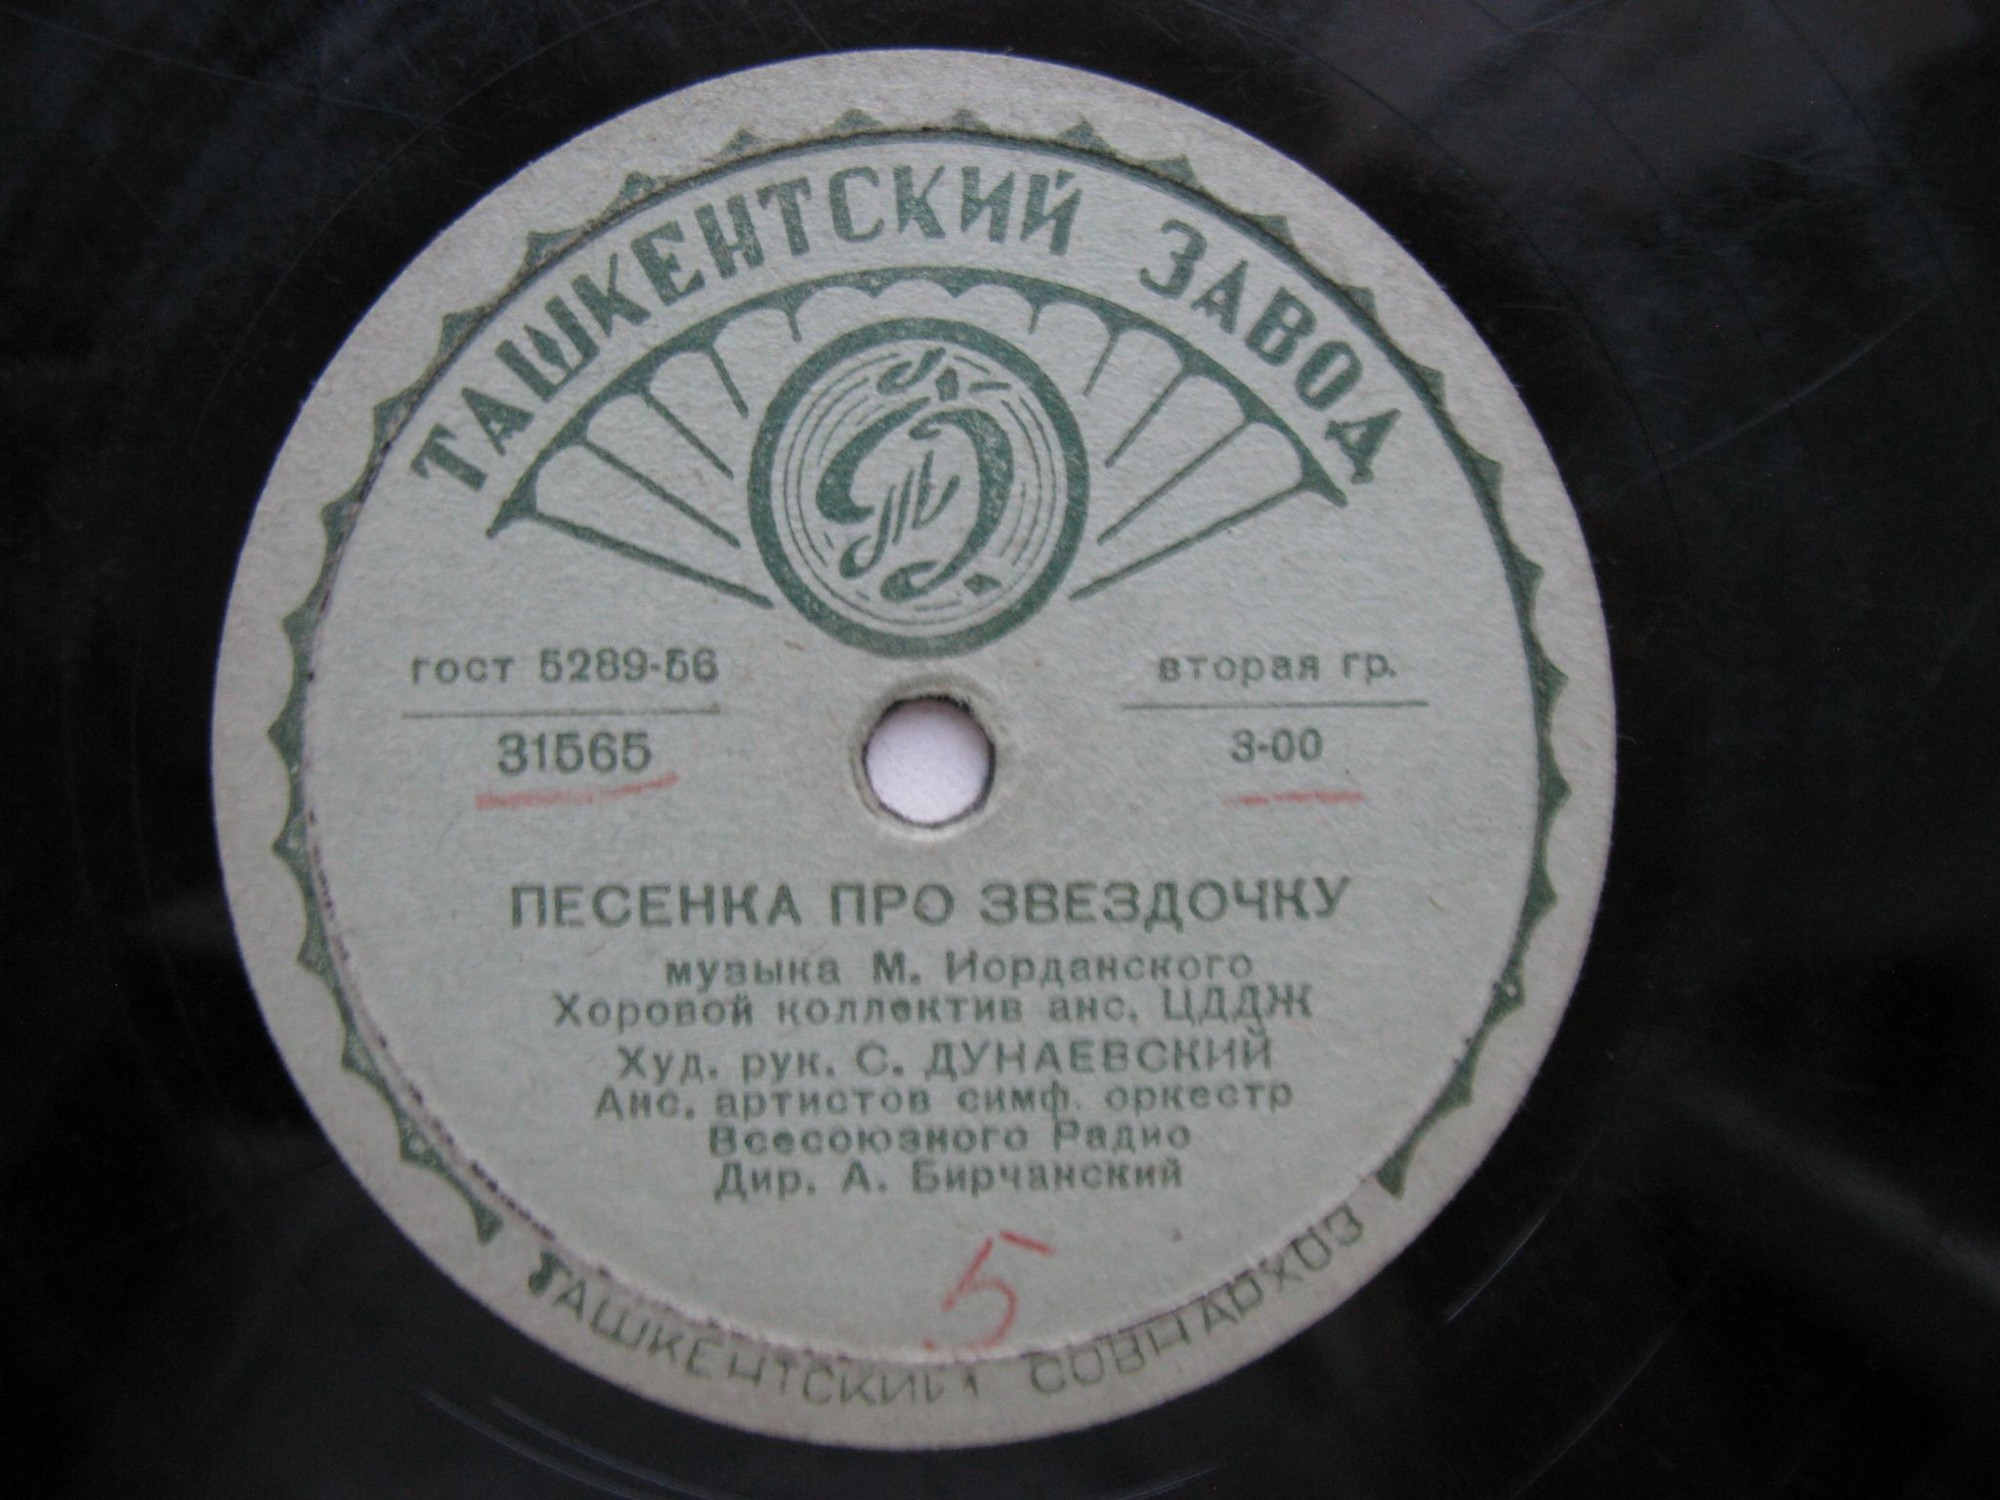 ТАШКЕНТСКИЙ ЗАВОД
гост 5289-56
вторая гр.
31565
3-00
ПЕСЕНКА ПРО ЗВЕЗДОЧКУ
музыка М. Иорданского
Хоровой коллектив анс. ЦДДЖ
Худ. рук. С. ДУНАЕВСКИЙ
Анс. артистов симф. оркестр
Всесоюзного Радио
Дир. А. Бирчанский
5
ТАШКЕНТСКИЙ СОВНАРХОЗ